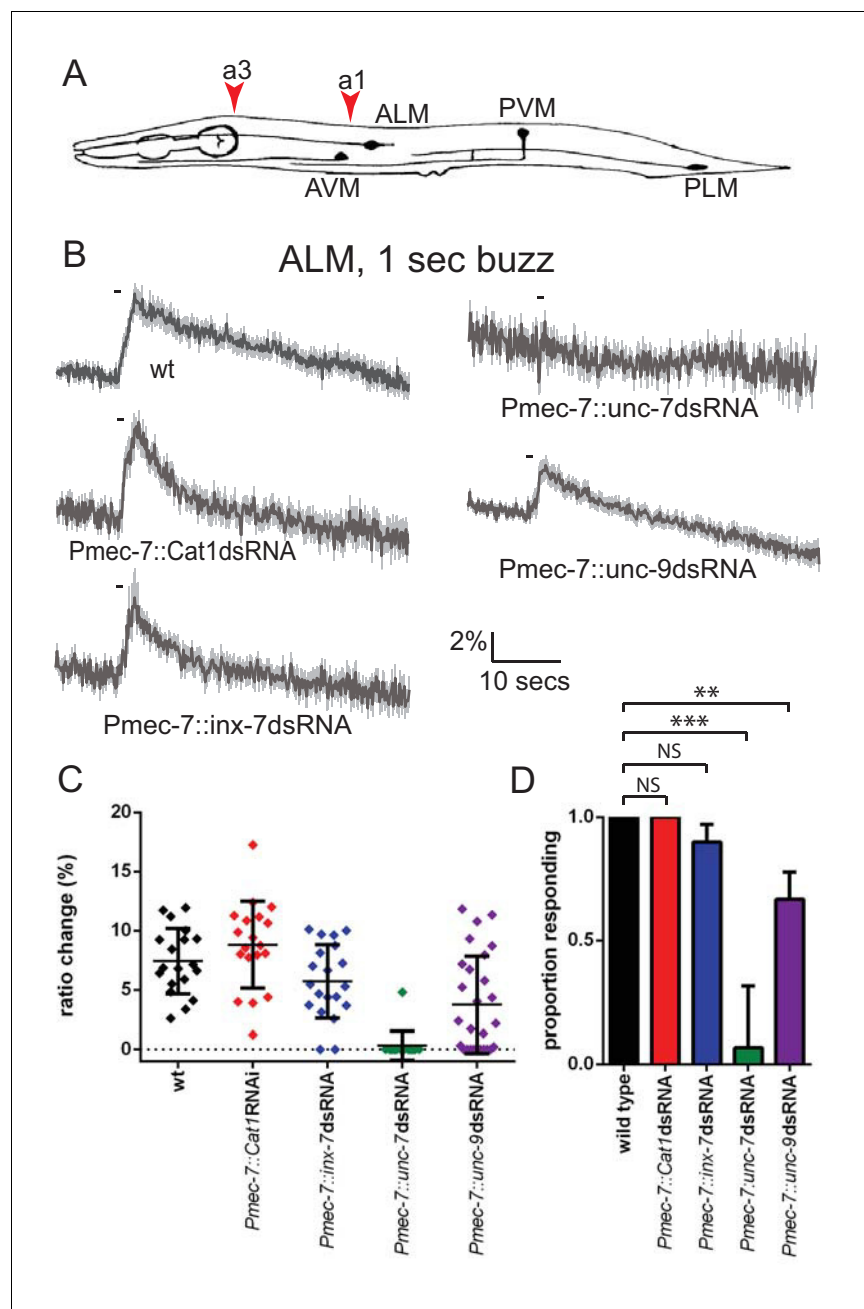 A
a3
a1
ALM
PVM
AVM
PLM
B
ALM, 1 sec buzz
wt
Pmec-7::unc-7dsRNA
Pmec-7::Cat1dsRNA
Pmec-7::unc-9dsRNA
Pmec-7::inx-7dsRNA
2%
10 secs
C
ratio change (%)
20
15
10
5
0
wt
Pmec-7::Cat1RNAi
Pmec-7::inx-7dsRNA
Pmec-7::unc-7dsRNA
Pmec-7::unc-9dsRNA
D
**
***
NS
NS
proportion responding
1.0
0.5
0.0
wild type
Pmec-7::Cat1dsRNA
Pmec-7::inx-7dsRNA
Pmec-7:unc-7dsRNA
Pmec-7::unc-9dsRNA